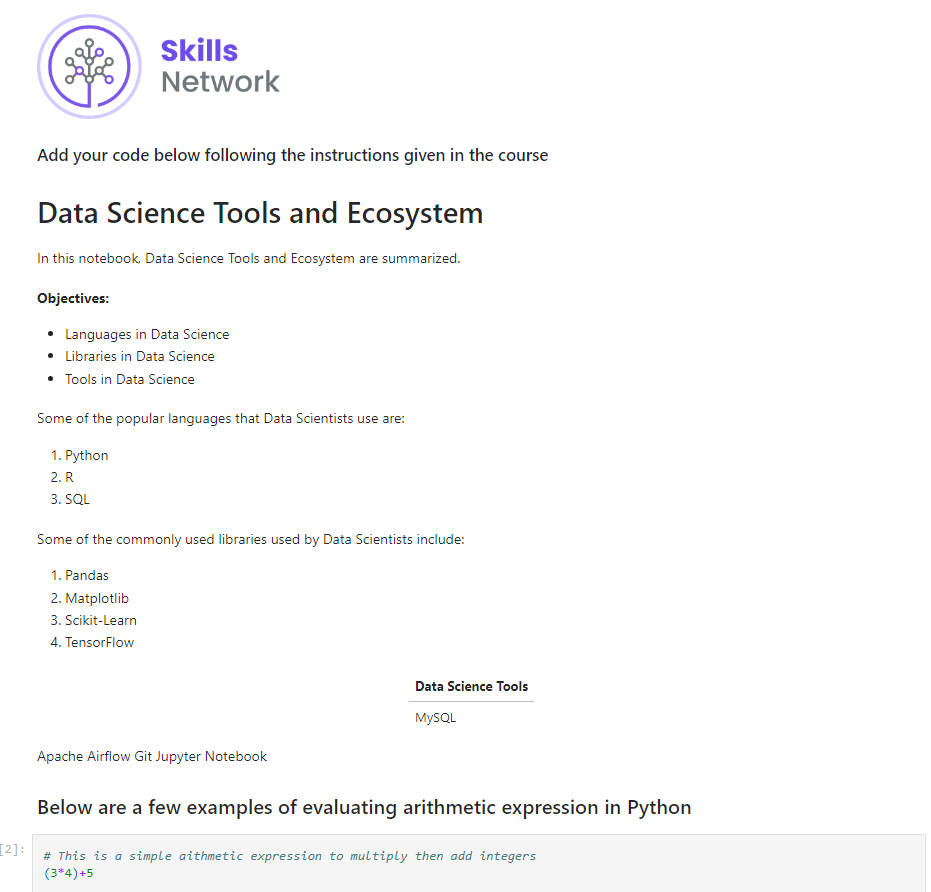 Skills
Network
Add your code below following the instructions given in the course
Data Science Tools and Ecosystem
In this notebook, Data Science Tools and Ecosystem are summarized.
Objectives:
• Languages in Data Science
• Libraries in Data Science
• Tools in Data Science
Some of the popular languages that Data Scientists use are:
1. Python
2. R
3. SQL
Some of the commonly used libraries used by Data Scientists include:
1. Pandas
2. Matplotlib
3. Scikit-Learn
4. TensorFlow
Data Science Tools
MySQL
Apache Airflow Git Jupyter Notebook
Below are a few examples of evaluating arithmetic expression in Python
[2]:
# This is a simple aithmetic expression to multiply then add integers
(3*4)+5